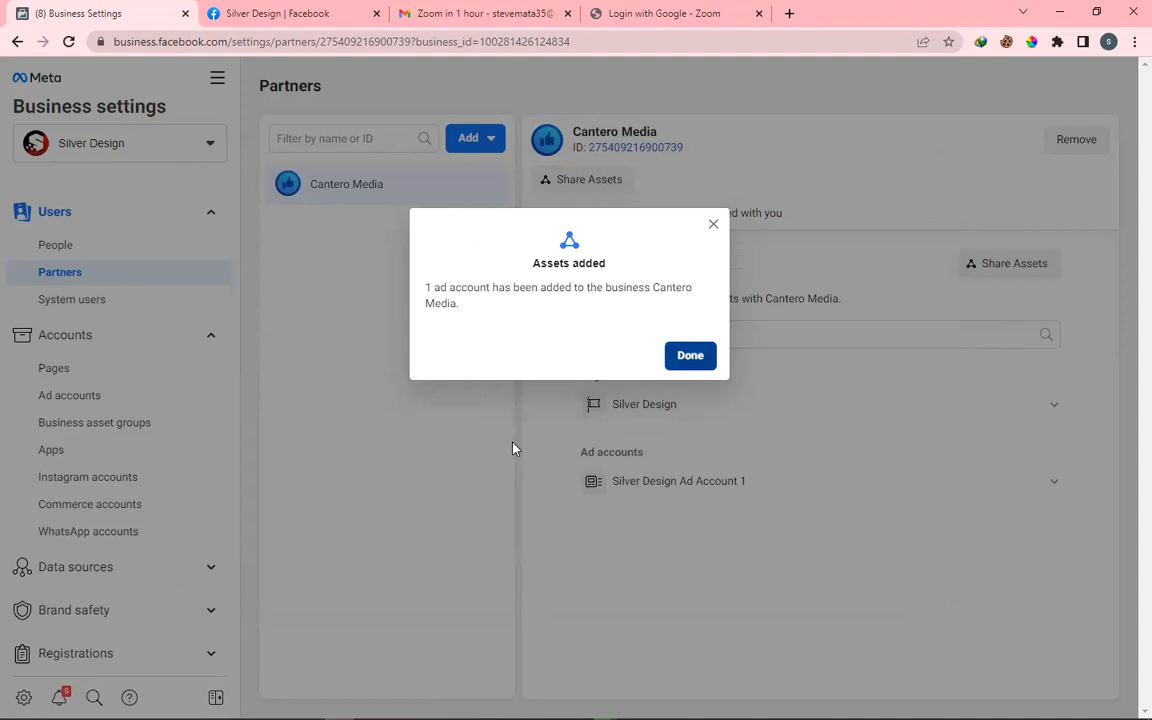 (8) Business Settings
Silver Design | Facebook
Zoom in 1 hour - stevemata35@
Login with Google - Zoom
business.facebook.com/settings/partners/275409216900739?business_id=100281426124834
S
Meta
Business settings
Silver Design
Users
People
Partners
System users
Accounts
Pages
Ad accounts
Business asset groups
Apps
Instagram accounts
Commerce accounts
WhatsApp accounts
Data sources
Brand safety
Registrations
8
Partners
Filter by name or ID
Add
Cantero Media
Cantero Media
ID: 275409216900739
Remove
Share Assets
ed with you
Share Assets
ts with Cantero Media.
Silver Design
Ad accounts
Silver Design Ad Account 1
Assets added
1 ad account has been added to the business Cantero
Media.
Done